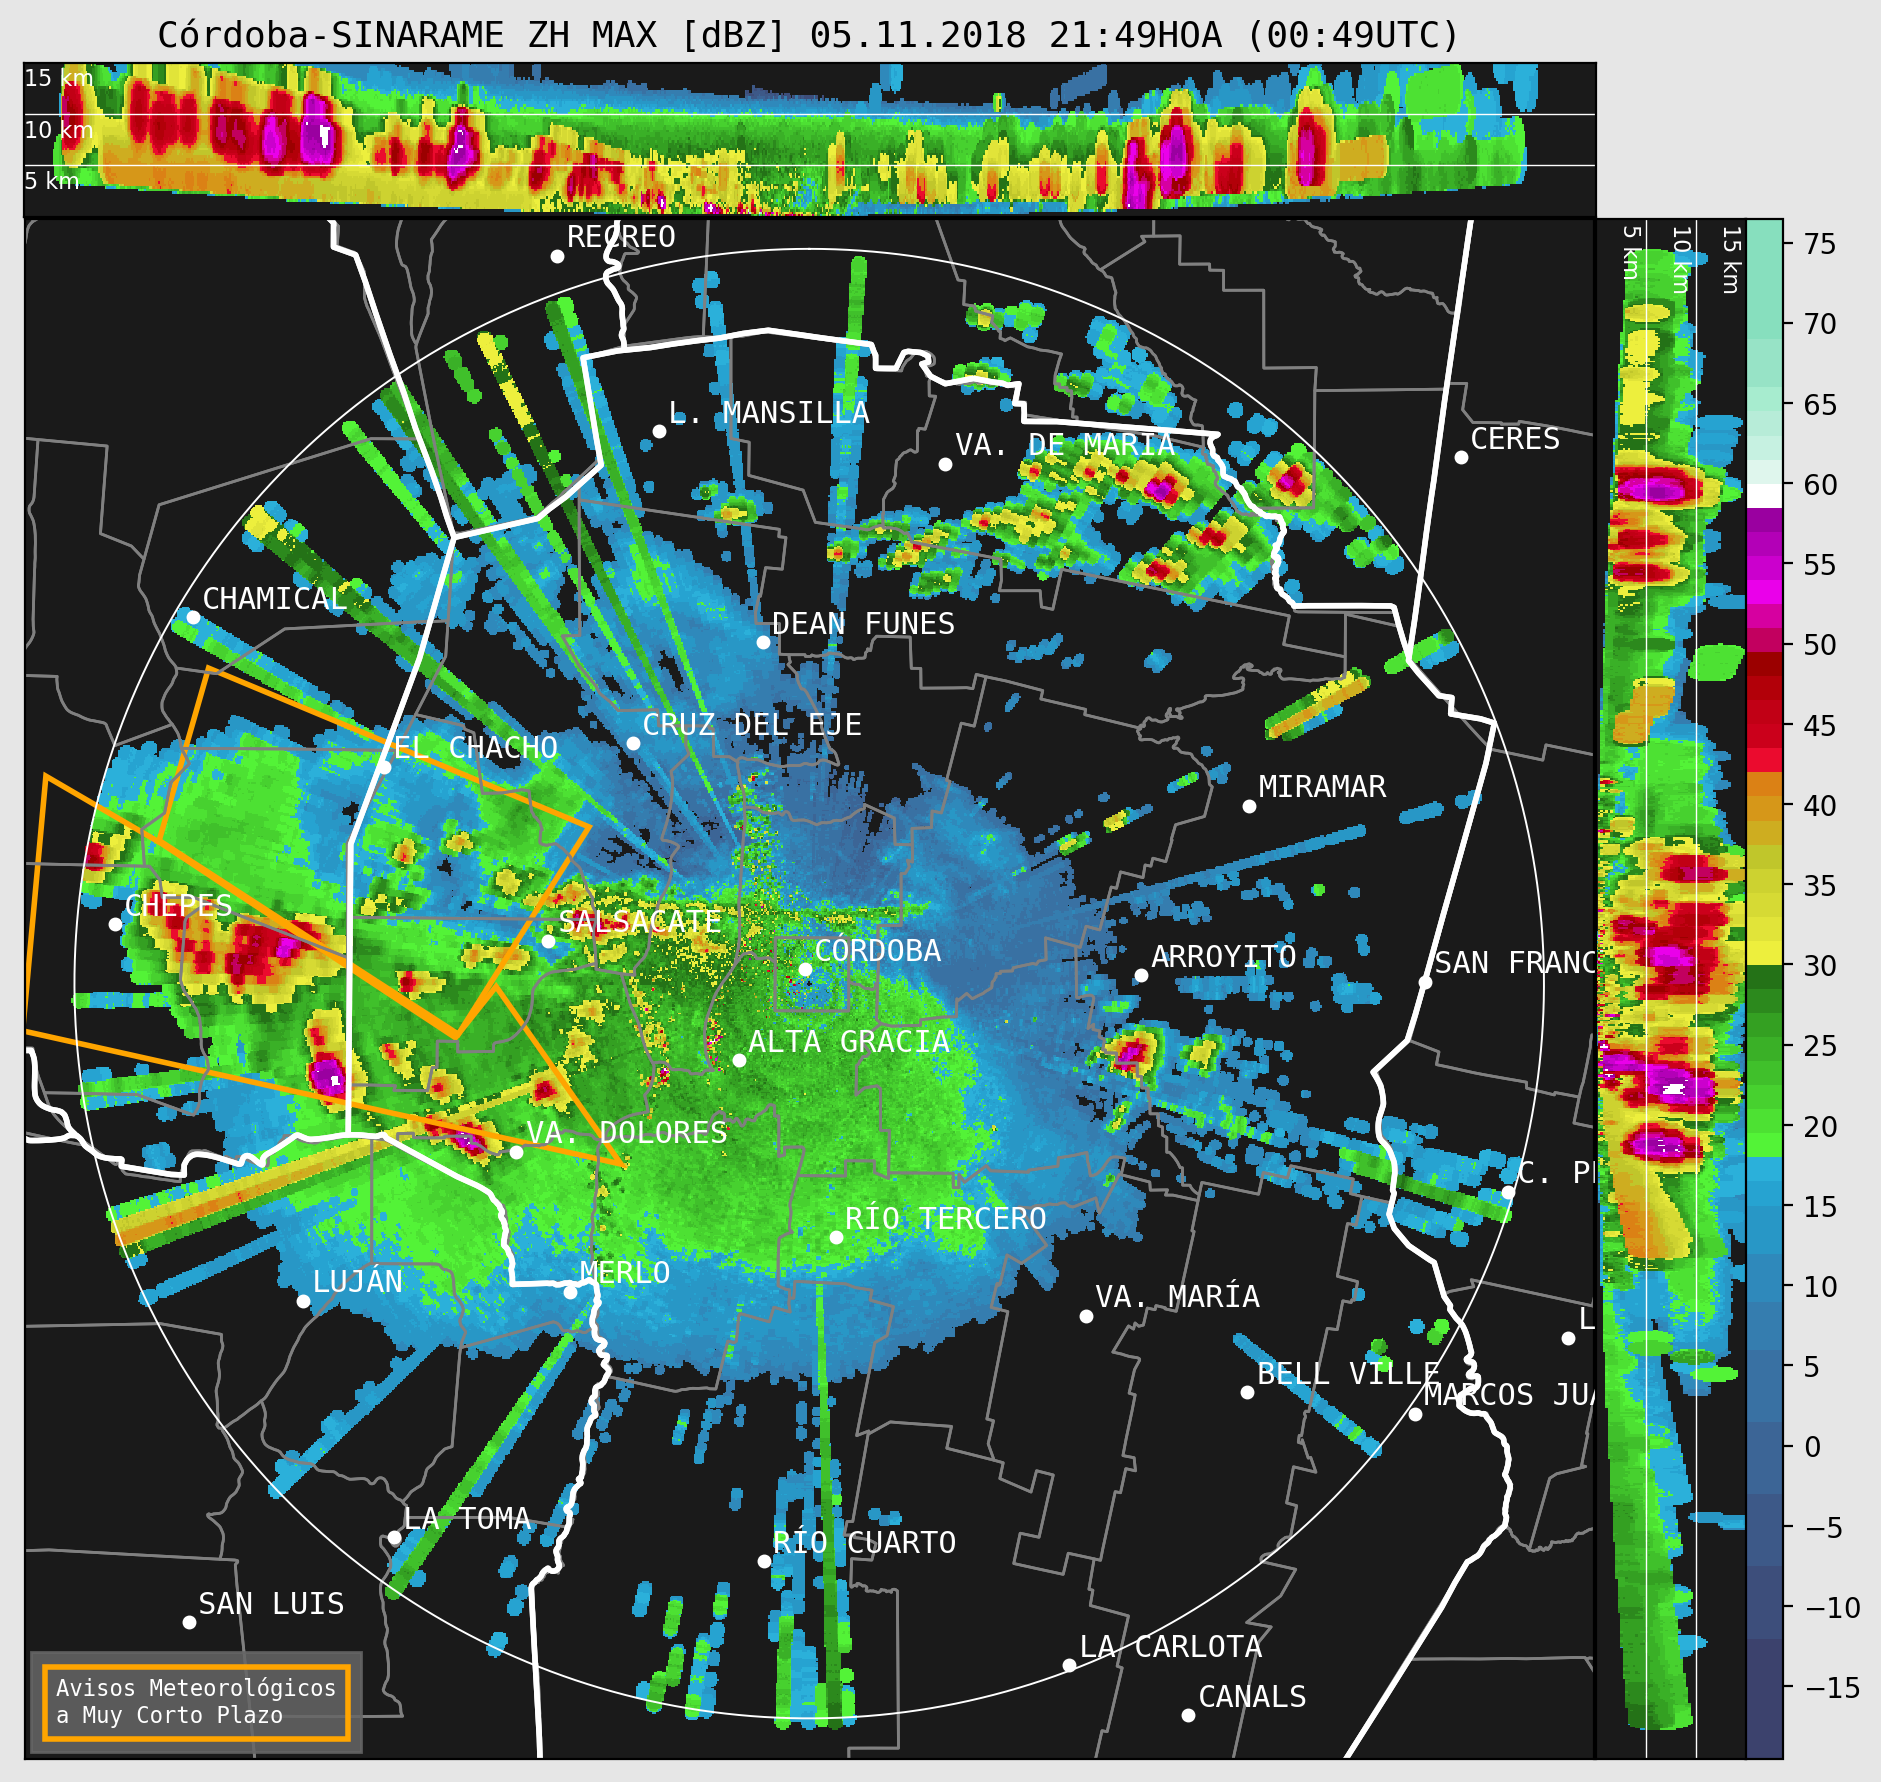 Córdoba-SINARAME ZH MAX [dBZ] 05.11.2018 21:49HOA (00:49UTC)
15 km
10 km
5 km
5 km
10 km
15 km
RECREO
L. MANSILLA
VA. DE MARIA
CERES
CHAMICAL
DEAN FUNES
CRUZ DEL EJE
EL CHACHO
MIRAMAR
CHEPES
SALSACATE
CÓRDOBA
ARROYITO
SAN FRANC
ALTA GRACIA
VA. DOLORES
C. PE
RÍO TERCERO
LUJÁN
MERLO
VA. MARÍA
L
BELL VILLE
MARCOS JUÁ
LA TOMA
RÍO CUARTO
SAN LUIS
LA CARLOTA
CANALS
Avisos Meteorológicos
a Muy Corto Plazo
75
70
65
60
55
50
45
40
35
30
25
20
15
10
5
0
−5
−10
−15